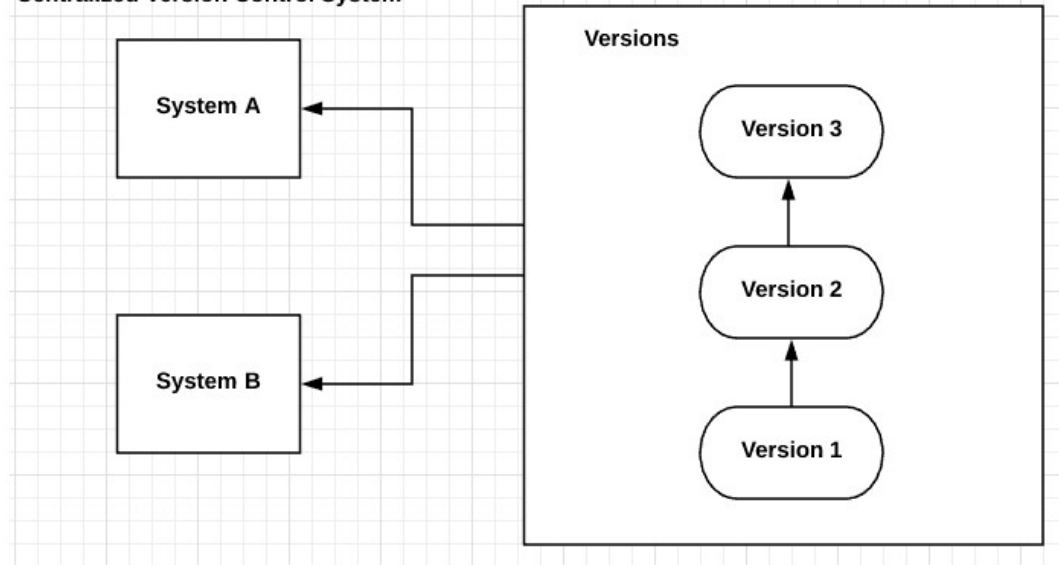 Centralized Version Control System
Versions
System A
Version 3
Version 2
System B
Version 1